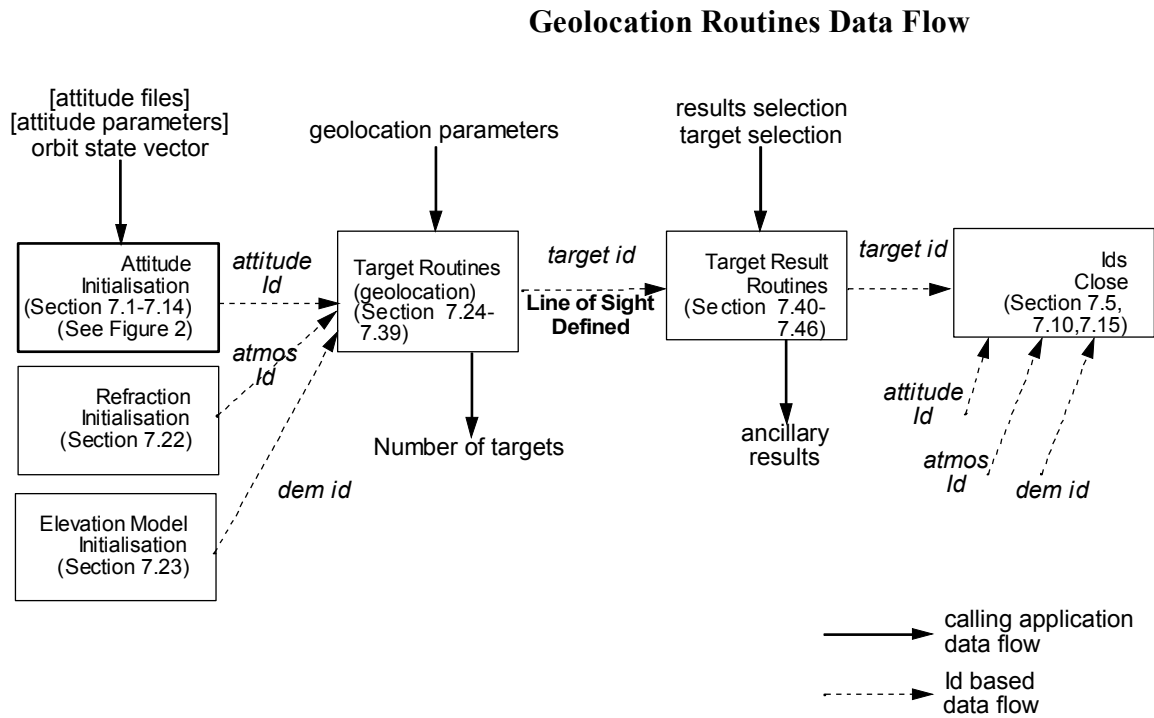 Geolocation Routines Data Flow
[attitude files]
[attitude parameters]
orbit state vector
geolocation parameters
results selection
target selection
Attitude
Initialisation
(Section 7.1-7.14)
(See Figure 2)
attitude
Id
Target Routines
(geolocation)
(Section 7.24-
7.39)
target id
Line of Sight
Defined
Target Result
Routines
(Section 7.40-
7.46)
target id
Ids
Close
(Section 7.5,
7.10,7.15)
atmos
Id
Refraction
Initialisation
(Section 7.22)
Number of targets
ancillary
results
attitude
Id
atmos
Id
dem id
dem id
Elevation Model
Initialisation
(Section 7.23)
calling application
data flow
Id based
data flow